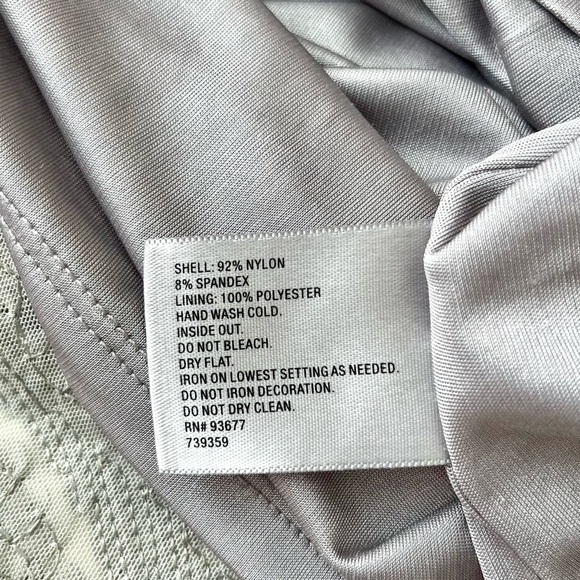 SHELL: 92% NYLON
8% SPANDEX
LINING: 100% POLYESTER
HAND WASH COLD.
INSIDE OUT.
DO NOT BLEACH.
DRY FLAT.
IRON ON LOWEST SETTING AS NEEDED.
DO NOT IRON DECORATION.
DO NOT DRY CLEAN.
RN# 93677
739359